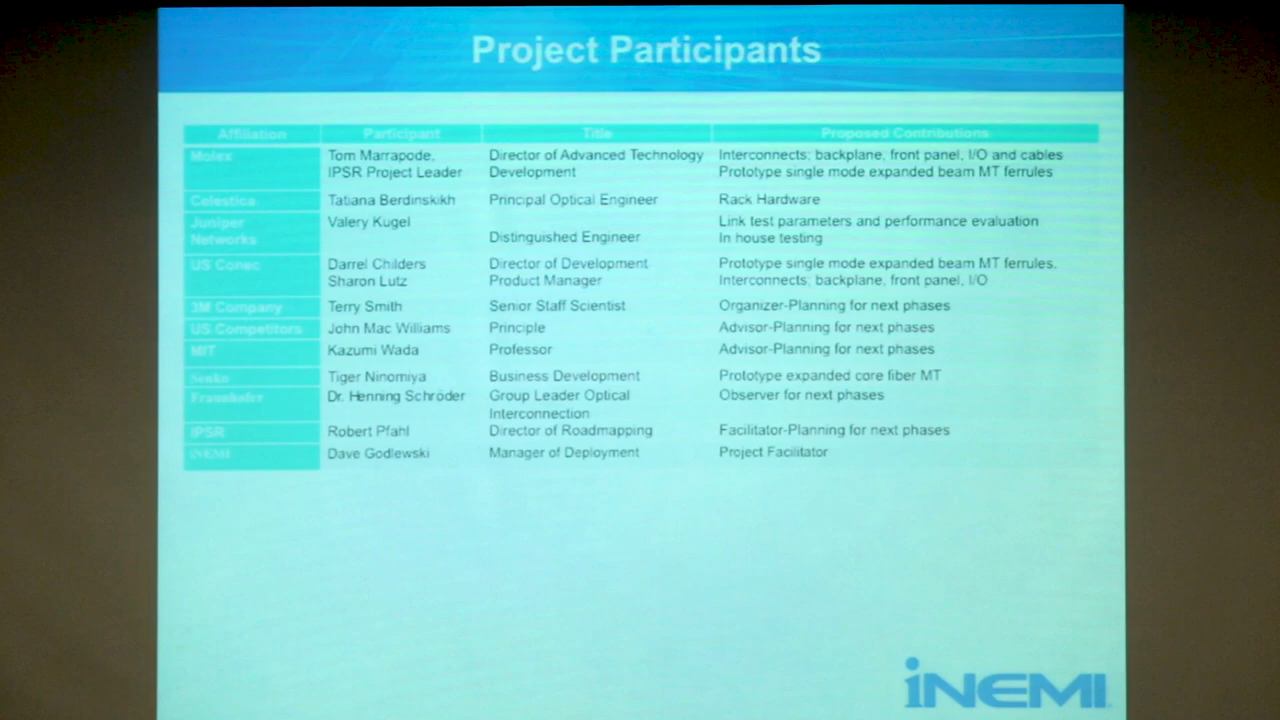 Project Participants
Affiliation Participant Title Proposed Contributions
Molex Tom Marrapode, Director of Advanced Technology Interconnects; backplane, front panel, I/O and cables
IPSR Project Leader Development Prototype single mode expanded beam MT ferrules
Celestica Tatiana Berdinskikh Principal Optical Engineer Rack Hardware
Juniper Valery Kugel Link test parameters and performance evaluation
Networks Distinguished Engineer In house testing
US Conec Darrel Childers Director of Development Prototype single mode expanded beam MT ferrules.
Sharon Lutz Product Manager Interconnects; backplane, front panel, I/O
3M Company Terry Smith Senior Staff Scientist Organizer-Planning for next phases
US Competitors John Mac Williams Principle Advisor-Planning for next phases
MIT Kazumi Wada Professor Advisor-Planning for next phases
Senko Tiger Ninomiya Business Development Prototype expanded core fiber MT
Fraunhofer Dr. Henning Schröder Group Leader Optical Observer for next phases
Interconnection
IPSR Robert Pfahl Director of Roadmapping Facilitator-Planning for next phases
iNEMI Dave Godlewski Manager of Deployment Project Facilitator
iNEMI